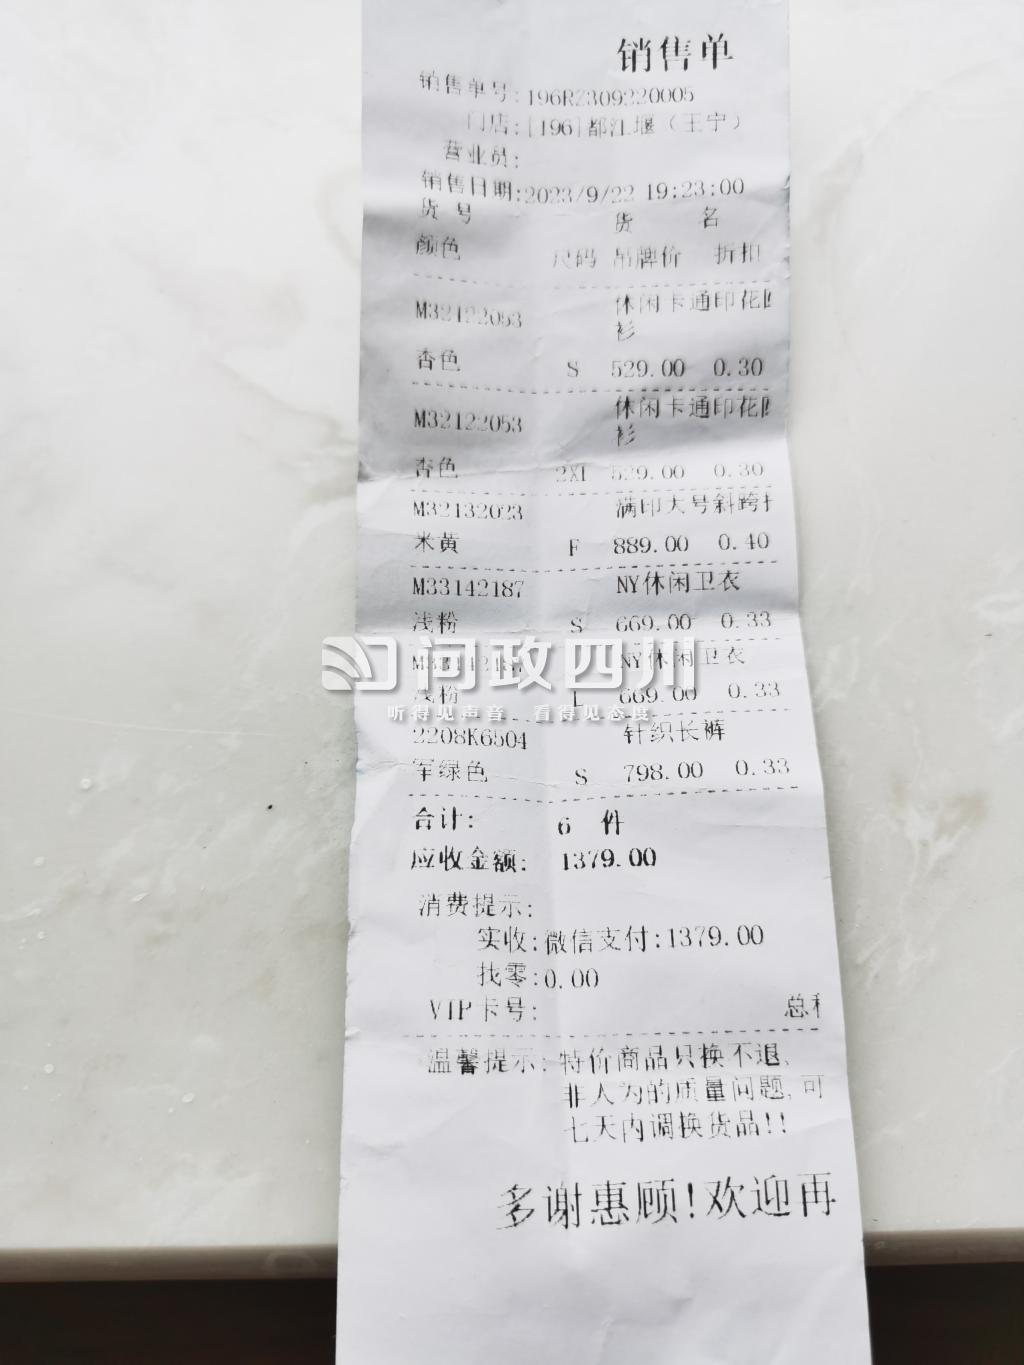 销售单
销售单号:196RZ309220005
门店:[196]都江堰（王宁）
营业员:
销售日期:2023/9/22 19:23:00
货号 货 名
颜色 尺码 吊牌价 折扣
M32122053 休闲卡通印花
衫
杏色 S 529.00 0.30
M32122053 休闲卡通印花
衫
杏色 2XL 529.00 0.30
M32132023 满印大号斜跨
米黄 F 889.00 0.40
M33142187 NY休闲卫衣
浅粉 S 669.00 0.33
M33142187 NY休闲卫衣
浅粉 L 669.00 0.33
问政四川
听得见声音 看得见态度
2208K6504 针织长裤
军绿色 S 798.00 0.33
合计: 6 件
应收金额: 1379.00
消费提示:
实收:微信支付:1379.00
找零:0.00
VIP卡号: 总
温馨提示: 特价商品只换不退,
非人为的质量问题,可
七天内调换货品!!
多谢惠顾!欢迎再